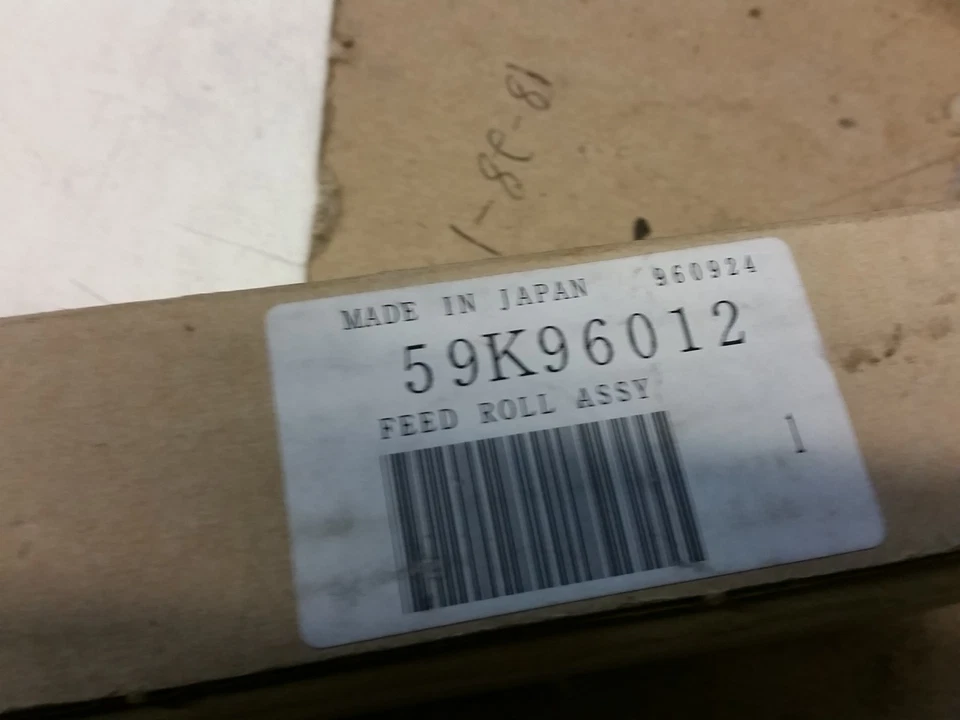 MADE IN JAPAN 960924
59K96012
FEED ROLL ASSY
1